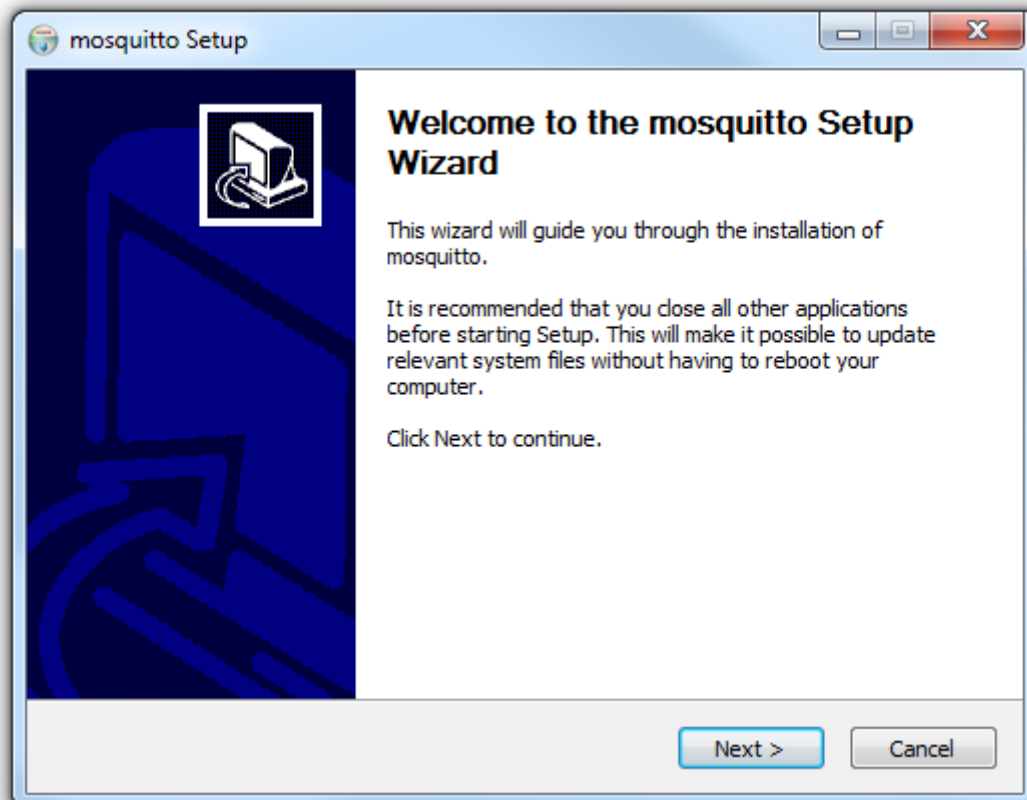 mosquitto Setup
Welcome to the mosquitto Setup
Wizard
This wizard will guide you through the installation of
mosquitto.
It is recommended that you close all other applications
before starting Setup. This will make it possible to update
relevant system files without having to reboot your
computer.
Click Next to continue.
Next >
Cancel